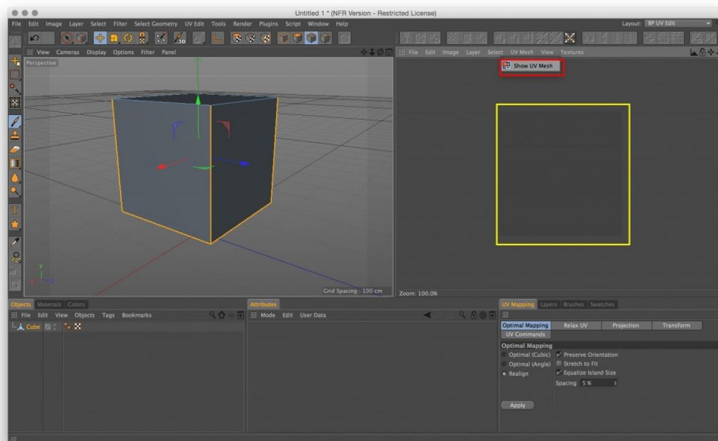 Untitled 1 * (NFR Version - Restricted License)
File Edit Image Layer Select Filter Select Geometry UV Edit Tools Render Plugins Script Window Help
Layout: BP UV Edit
View Cameras Display Options Filter Panel
File Edit Image Layer Select UV Mesh View Textures
Perspective
Show UV Mesh
Y
Grid Spacing : 100 cm
Zoom: 100.0%
Objects Materials Colors
Attributes
UV Mapping Layers Brushes Swatches
File Edit View Objects Tags Bookmarks
Mode Edit User Data
Cube
Optimal Mapping Relax UV Projection Transform
UV Commands
Optimal Mapping
Optimal (Cubic) Preserve Orientation
Optimal (Angle) Stretch to Fit
Realign Equalize Island Size
Spacing 5 %
Apply